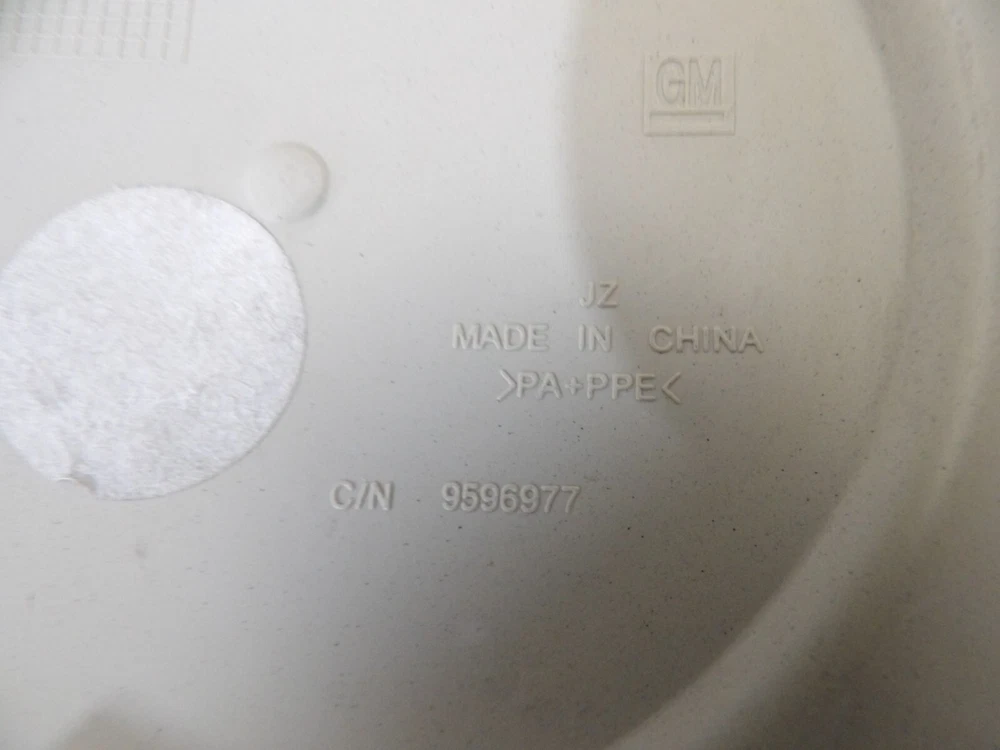 GM
JZ
MADE IN CHINA
>PA+PPE<
C/N 9596977